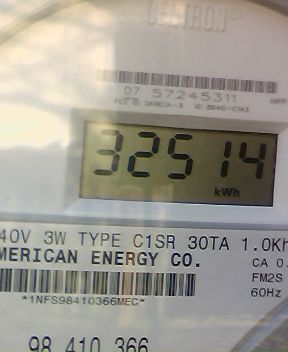 CENTRON®
07 57245311
32514
kWh
40V 3W TYPE C1SR 30TA 1.0Kh
MERICAN ENERGY CO.
CA 0.
FM2S
60Hz
*1NFS98410366MEC*
98 410 366